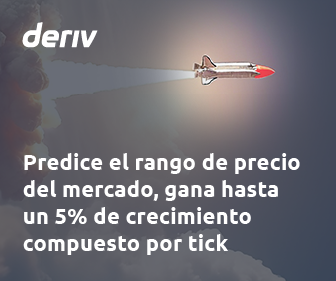 deriv
Predice el rango de precio
del mercado, gana hasta
un 5% de crecimiento
compuesto por tick